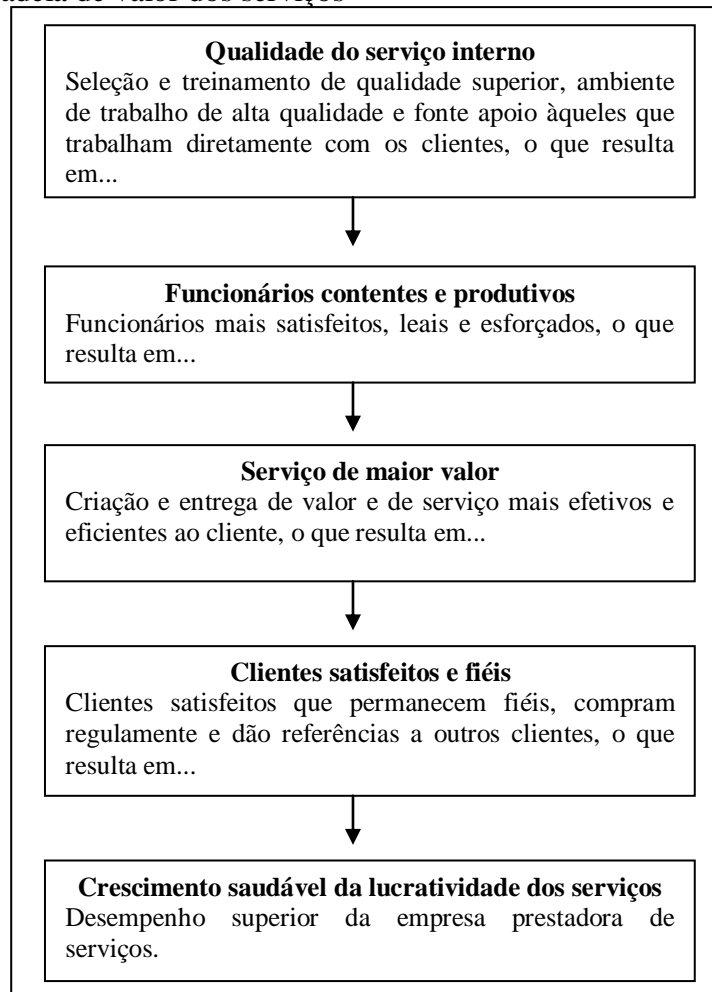 de valor dos serviços
Qualidade do serviço interno
Seleção e treinamento de qualidade superior, ambiente
de trabalho de alta qualidade e fonte apoio àqueles que
trabalham diretamente com os clientes, o que resulta
em...
Funcionários contentes e produtivos
Funcionários mais satisfeitos, leais e esforçados, o que
resulta em...
Serviço de maior valor
Criação e entrega de valor e de serviço mais efetivos e
eficientes ao cliente, o que resulta em...
Clientes satisfeitos e fiéis
Clientes satisfeitos que permanecem fiéis, compram
regulamente e dão referências a outros clientes, o que
resulta em...
Crescimento saudável da lucratividade dos serviços
Desempenho superior da empresa prestadora de
serviços.